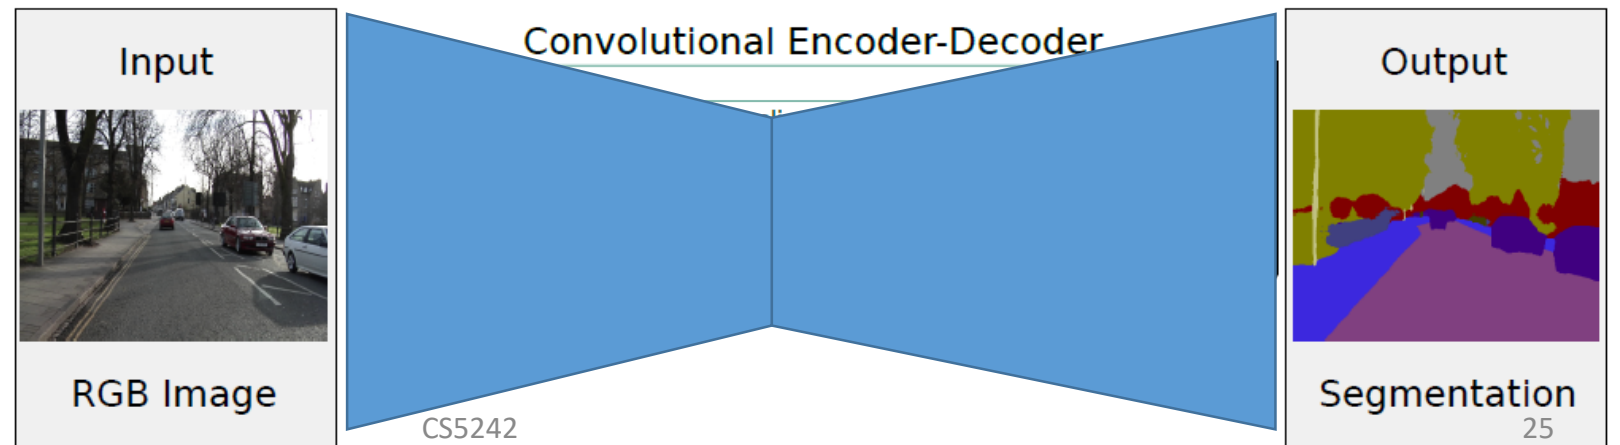 Input
RGB Image
Convolutional Encoder-Decoder
CS5242
Output
Segmentation
25